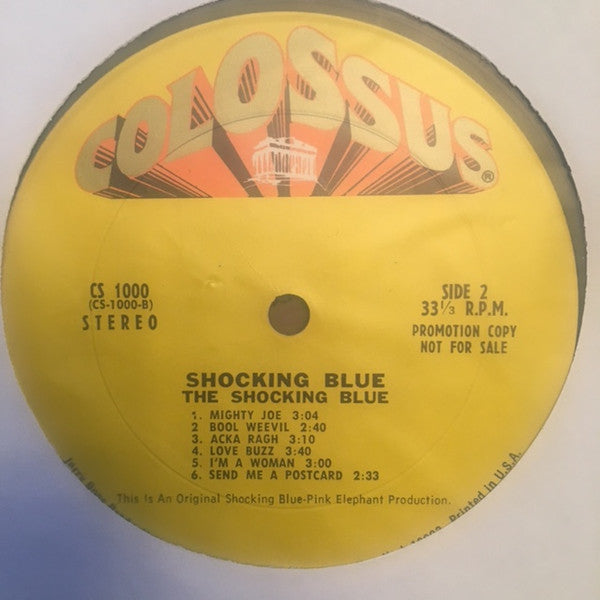 COLOSSUS®
CS 1000
(CS-1000-B)
STEREO
SIDE 2
33⅓ R.P.M.
PROMOTION COPY
NOT FOR SALE
SHOCKING BLUE
THE SHOCKING BLUE
1. MIGHTY JOE 3:04
2 BOOL WEEVIL 2:40
3. ACKA RAGH 3:10
4. LOVE BUZZ 3:40
5. I'M A WOMAN 3:00
6. SEND ME A POSTCARD 2:33
This Is An Original Shocking Blue-Pink Elephant Production.
Printed in U.S.A.